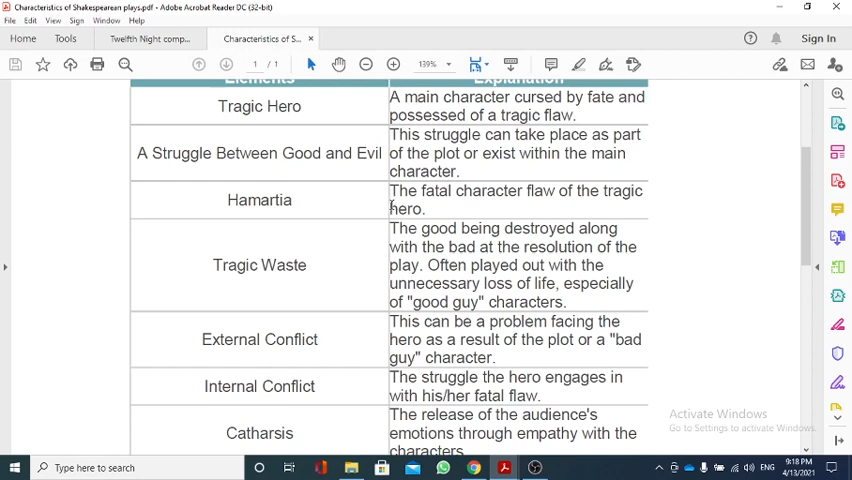 Characteristics of Shakespearean plays.pdf - Adobe Acrobat Reader DC (32-bit)
File Edit View Sign Window Help
Home Tools Twelfth Night comp... Characteristics of S... × Sign In
1 / 1 139%
Elements Explanation
Tragic Hero
A main character cursed by fate and
possessed of a tragic flaw.
A Struggle Between Good and Evil
This struggle can take place as part
of the plot or exist within the main
character.
Hamartia
The fatal character flaw of the tragic
hero.
Tragic Waste
The good being destroyed along
with the bad at the resolution of the
play. Often played out with the
unnecessary loss of life, especially
of "good guy" characters.
External Conflict
This can be a problem facing the
hero as a result of the plot or a "bad
guy" character.
Internal Conflict
The struggle the hero engages in
with his/her fatal flaw.
Catharsis
The release of the audience's
emotions through empathy with the
characters.
Activate Windows
Go to Settings to activate Windows.
Type here to search
ENG
9:18 PM
4/13/2021